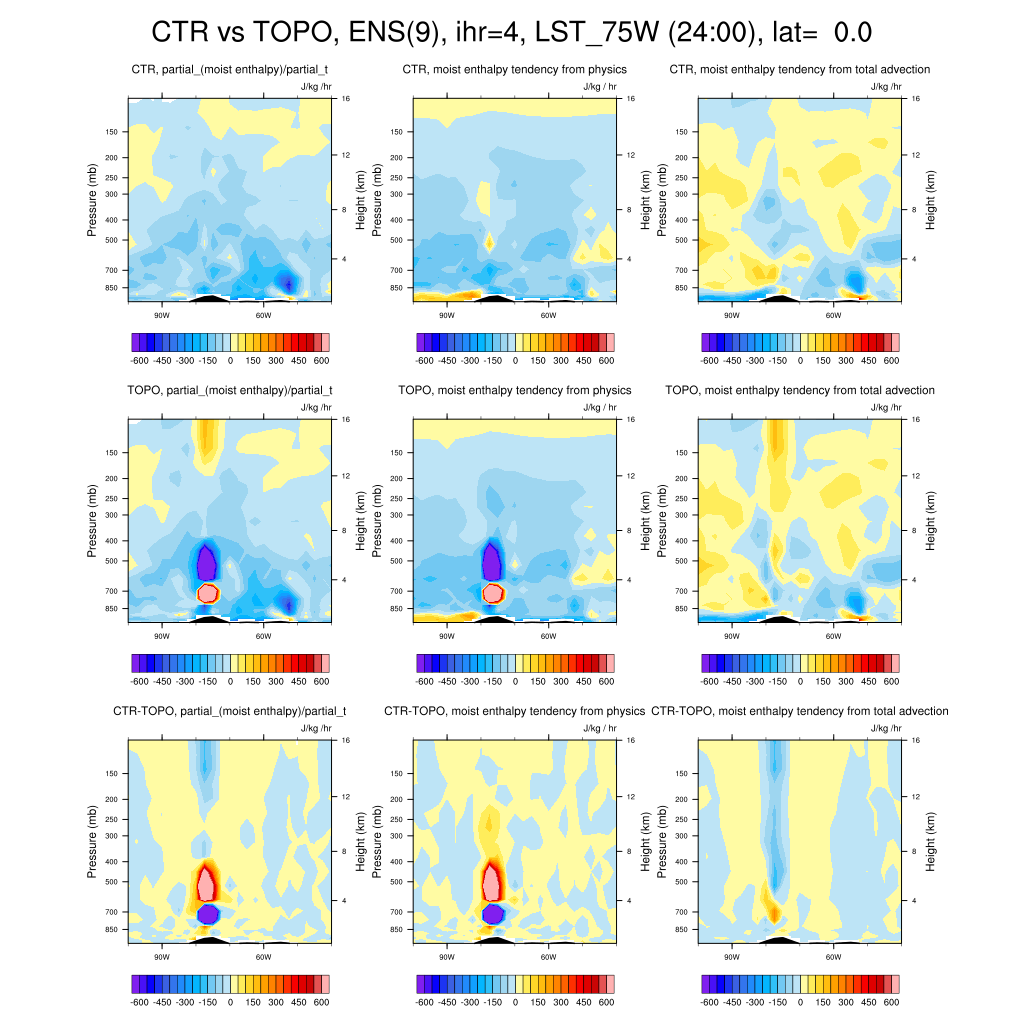 CTR vs TOPO, ENS(9), ihr=4, LST_75W (24:00), lat= 0.0
CTR, partial_(moist enthalpy)/partial_t
CTR, moist enthalpy tendency from physics
CTR, moist enthalpy tendency from total advection
J/kg /hr
J/kg / hr
J/kg /hr
Pressure (mb)
150
200
250
300
400
500
700
850
16
12
8
4
Height (km)
90W
60W
-600 -450 -300 -150 0 150 300 450 600
Pressure (mb)
150
200
250
300
400
500
700
850
16
12
8
4
Height (km)
90W
60W
-600 -450 -300 -150 0 150 300 450 600
Pressure (mb)
150
200
250
300
400
500
700
850
16
12
8
4
Height (km)
90W
60W
-600 -450 -300 -150 0 150 300 450 600
TOPO, partial_(moist enthalpy)/partial_t
TOPO, moist enthalpy tendency from physics
TOPO, moist enthalpy tendency from total advection
J/kg /hr
J/kg / hr
J/kg /hr
Pressure (mb)
150
200
250
300
400
500
700
850
16
12
8
4
Height (km)
90W
60W
-600 -450 -300 -150 0 150 300 450 600
Pressure (mb)
150
200
250
300
400
500
700
850
16
12
8
4
Height (km)
90W
60W
-600 -450 -300 -150 0 150 300 450 600
Pressure (mb)
150
200
250
300
400
500
700
850
16
12
8
4
Height (km)
90W
60W
-600 -450 -300 -150 0 150 300 450 600
CTR-TOPO, partial_(moist enthalpy)/partial_t
CTR-TOPO, moist enthalpy tendency from physics
CTR-TOPO, moist enthalpy tendency from total advection
J/kg /hr
J/kg / hr
J/kg /hr
Pressure (mb)
150
200
250
300
400
500
700
850
16
12
8
4
Height (km)
90W
60W
-600 -450 -300 -150 0 150 300 450 600
Pressure (mb)
150
200
250
300
400
500
700
850
16
12
8
4
Height (km)
90W
60W
-600 -450 -300 -150 0 150 300 450 600
Pressure (mb)
150
200
250
300
400
500
700
850
16
12
8
4
Height (km)
90W
60W
-600 -450 -300 -150 0 150 300 450 600